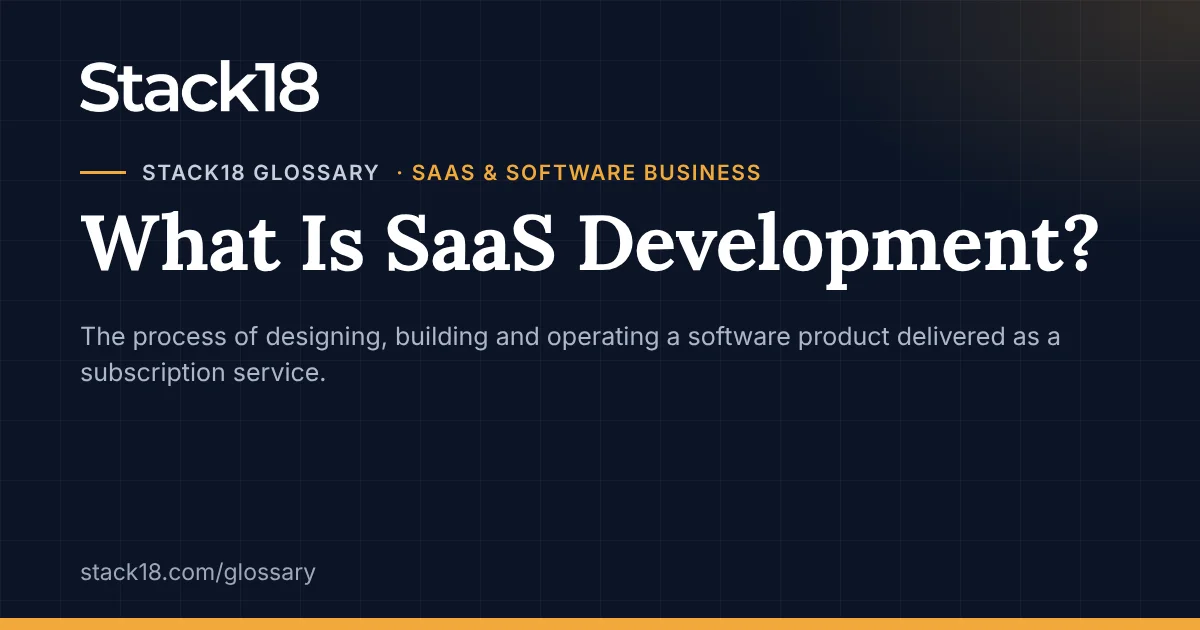 Stack18
STACK18 GLOSSARY · SAAS & SOFTWARE BUSINESS
What Is SaaS Development?
The process of designing, building and operating a software product delivered as a
subscription service.
stack18.com/glossary